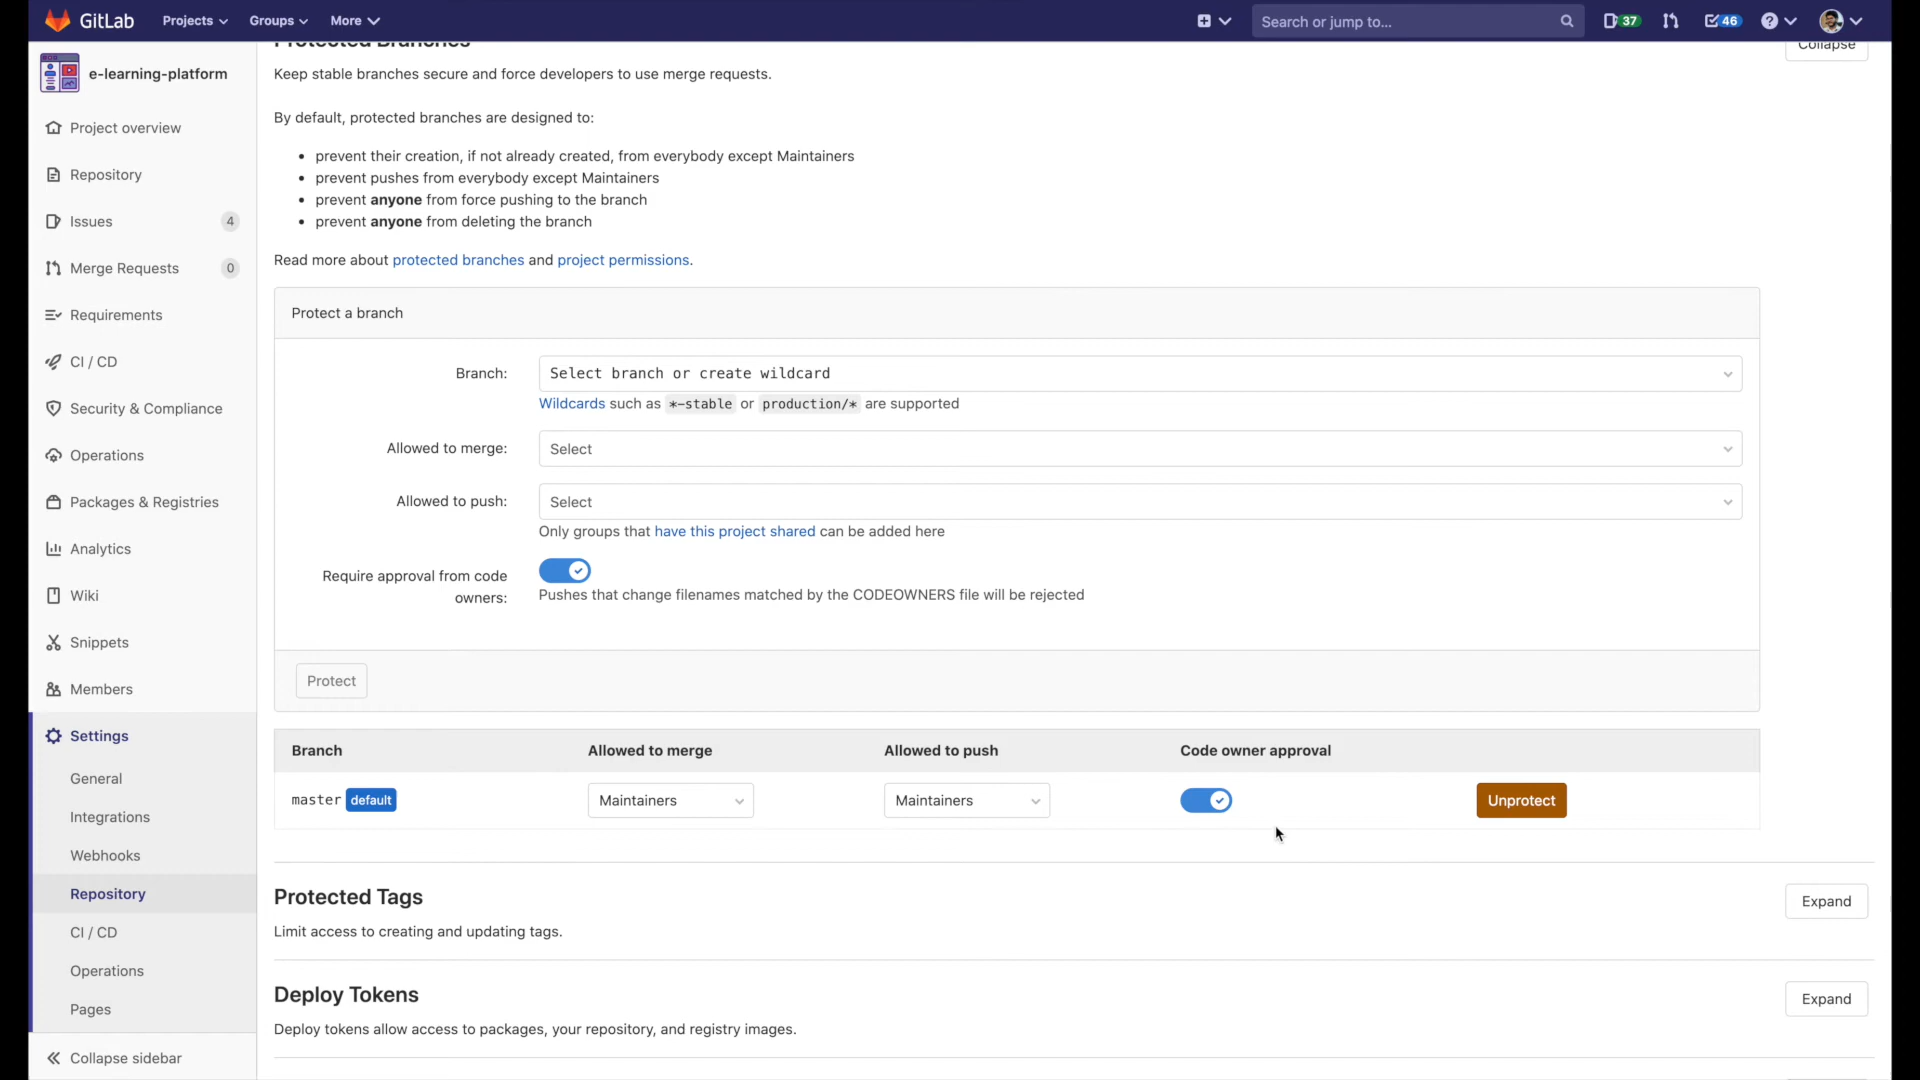 GitLab
Projects
Groups
More
Search or jump to...
37
46
e-learning-platform
Project overview
Repository
Issues
4
Merge Requests
0
Requirements
CI / CD
Security & Compliance
Operations
Packages & Registries
Analytics
Wiki
Snippets
Members
Settings
General
Integrations
Webhooks
Repository
CI / CD
Operations
Pages
Collapse sidebar
Protected Branches
Collapse
Keep stable branches secure and force developers to use merge requests.
By default, protected branches are designed to:
• prevent their creation, if not already created, from everybody except Maintainers
• prevent pushes from everybody except Maintainers
• prevent anyone from force pushing to the branch
• prevent anyone from deleting the branch
Read more about protected branches and project permissions.
Protect a branch
Branch:
Select branch or create wildcard
Wildcards such as *-stable or production/* are supported
Allowed to merge:
Select
Allowed to push:
Select
Only groups that have this project shared can be added here
Require approval from code
owners:
Pushes that change filenames matched by the CODEOWNERS file will be rejected
Protect
Branch Allowed to merge Allowed to push Code owner approval
master default Maintainers Maintainers Unprotect
Protected Tags
Expand
Limit access to creating and updating tags.
Deploy Tokens
Expand
Deploy tokens allow access to packages, your repository, and registry images.